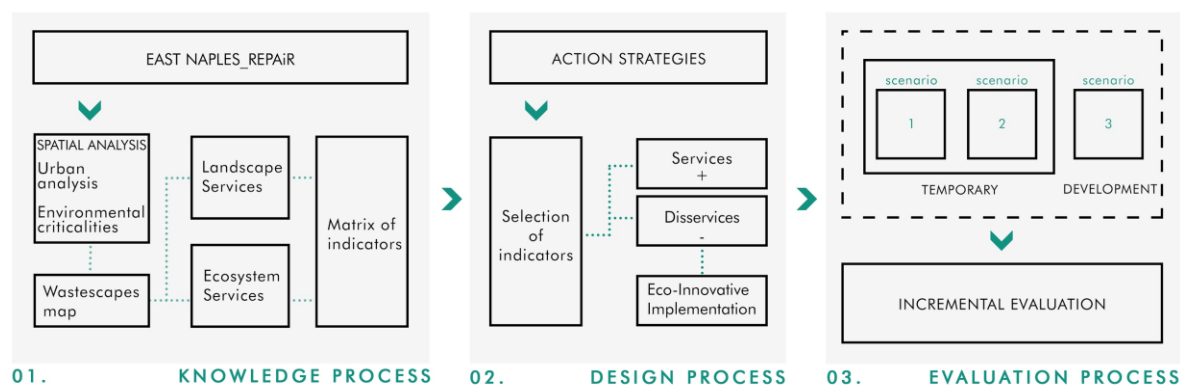 EAST NAPLES_REPAiR
SPATIAL ANALYSIS
Urban
analysis
Environmental
criticalities
Wastescapes
map
Landscape
Services
Ecosystem
Services
Matrix of
indicators
01.
KNOWLEDGE PROCESS
ACTION STRATEGIES
Selection
of
indicators
Services
+
Disservices
-
Eco-Innovative
Implementation
02.
DESIGN PROCESS
scenario
1
scenario
2
scenario
3
TEMPORARY
DEVELOPMENT
INCREMENTAL EVALUATION
03.
EVALUATION PROCESS